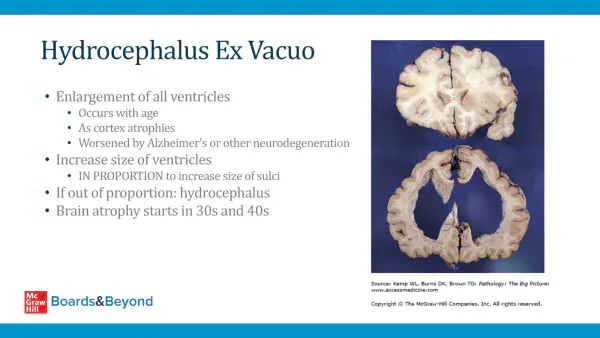 Hydrocephalus Ex Vacuo
• Enlargement of all ventricles
• Occurs with age
• As cortex atrophies
• Worsened by Alzheimer's or other neurodegeneration
• Increase size of ventricles
• IN PROPORTION to increase size of sulci
• If out of proportion: hydrocephalus
• Brain atrophy starts in 30s and 40s
Source: Kemp WL, Burns DK, Brown TG: Pathology: The Big Picture:
www.accessmedicine.com
Copyright © The McGraw-Hill Companies, Inc. All rights reserved.
Mc
Graw
Hill
Boards&Beyond